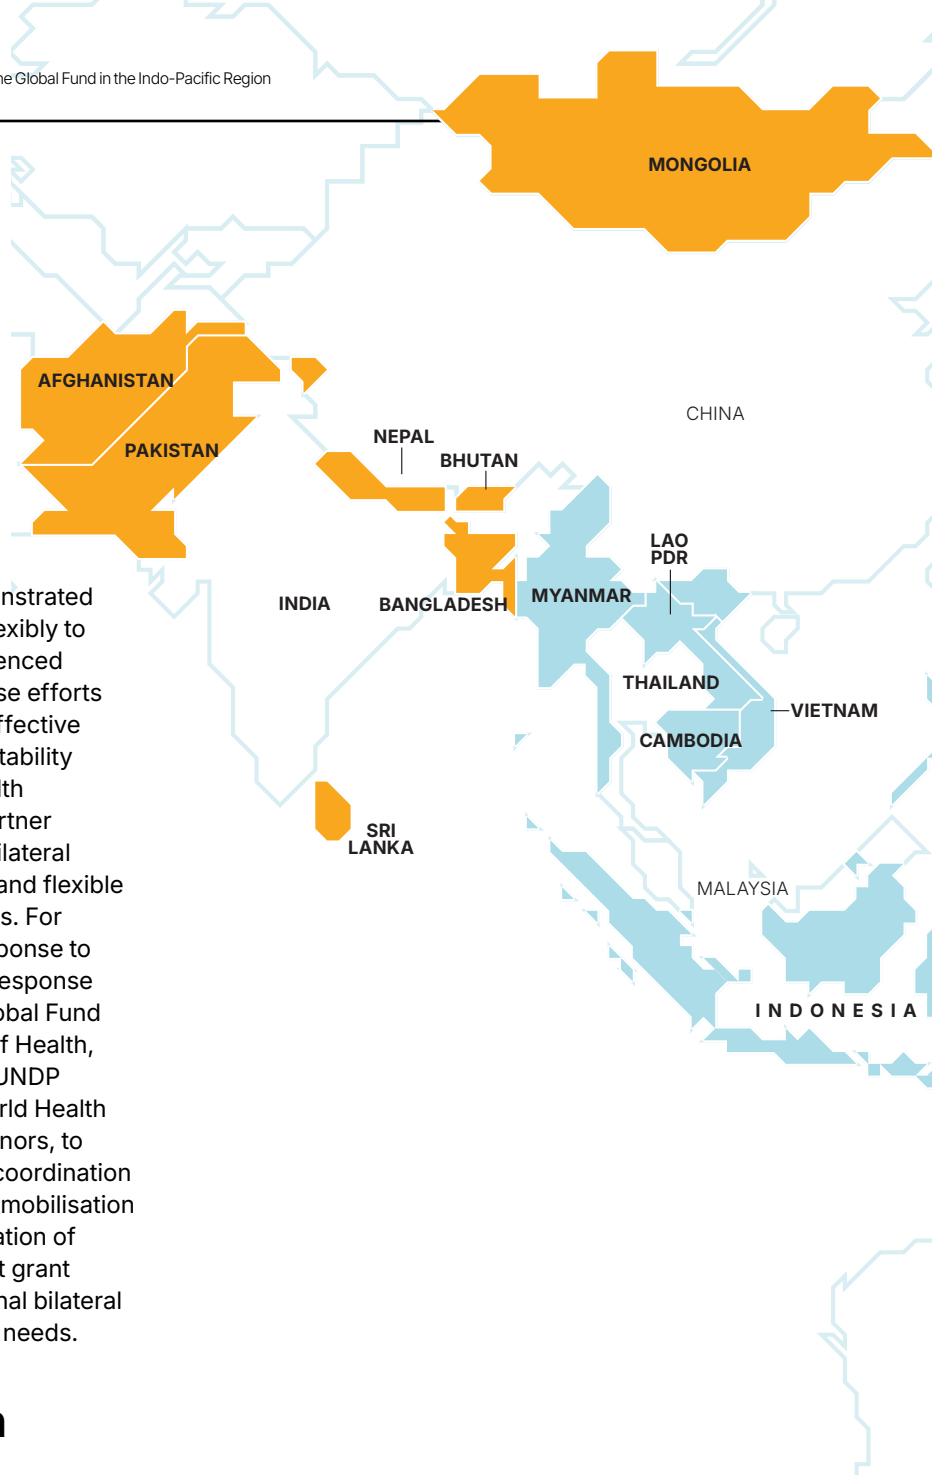 he Global Fund in the Indo-Pacific Region
MONGOLIA
AFGHANISTAN
PAKISTAN
CHINA
NEPAL
BHUTAN
LAO
PDR
INDIA
BANGLADESH
MYANMAR
THAILAND
VIETNAM
CAMBODIA
SRI
LANKA
MALAYSIA
INDONESIA
nstrated
exibly to
enced
se efforts
ffective
tability
lth
rtner
ilateral
and flexible
s. For
ponse to
esponse
obal Fund
f Health,
UNDP
rld Health
nors, to
coordination
mobilisation
ation of
t grant
nal bilateral
needs.